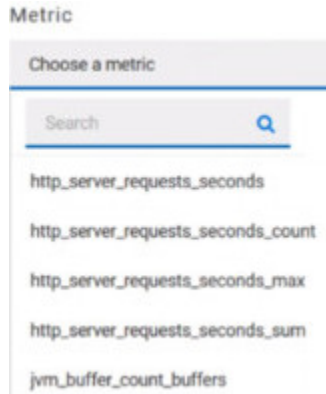 Metric
Choose a metric
Search
http_server_requests_seconds
http_server_requests_seconds_count
http_server_requests_seconds_max
http_server_requests_seconds_sum
jvm_buffer_count_buffers